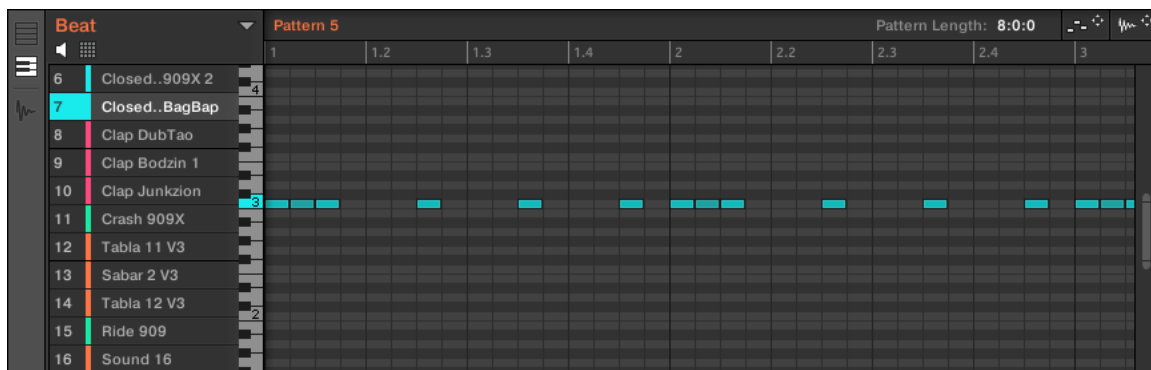 Beat
Pattern 5
Pattern Length: 8:0:0
1 1.2 1.3 1.4 2 2.2 2.3 2.4 3
6 Closed..909X 2
4
7 Closed..BagBap
8 Clap DubTao
9 Clap Bodzin 1
10 Clap Junkzion
3
11 Crash 909X
12 Tabla 11 V3
13 Sabar 2 V3
14 Tabla 12 V3
2
15 Ride 909
16 Sound 16